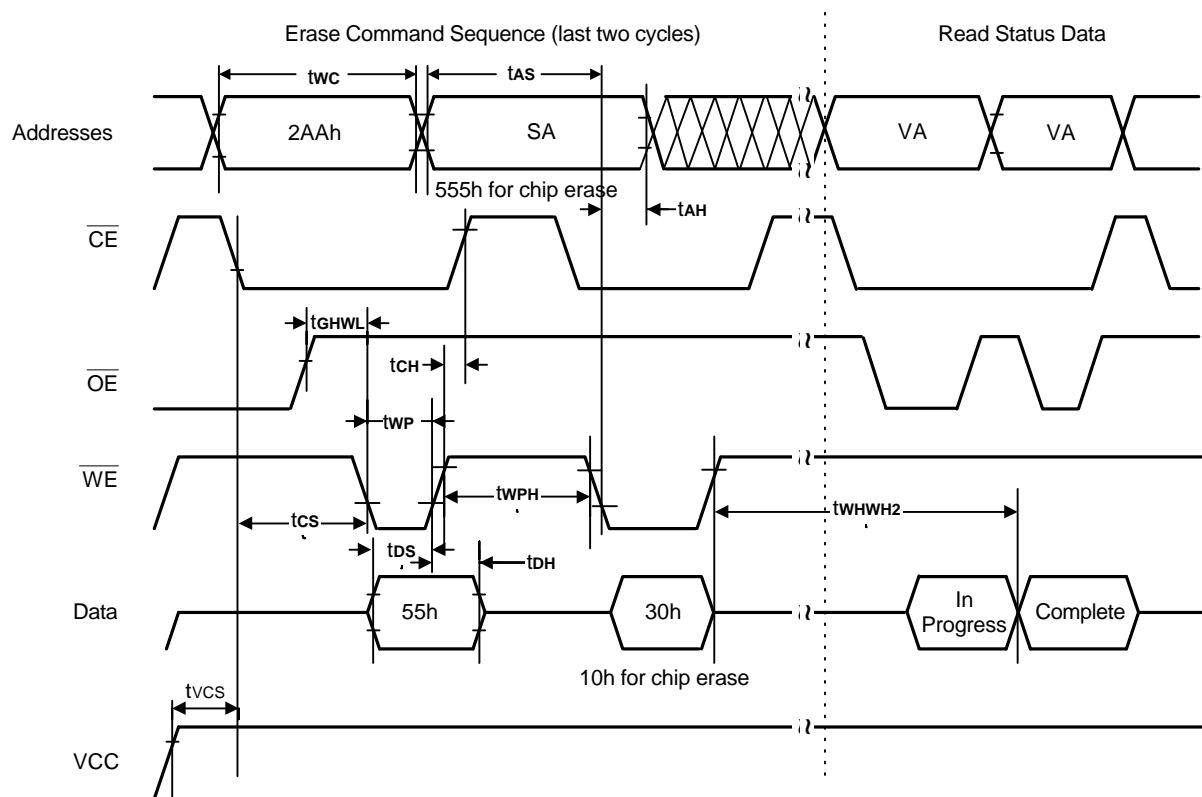 Erase Command Sequence (last two cycles)
Read Status Data
tWC
tAS
Addresses
2AAh
SA
VA
VA
555h for chip erase
tAH
CE
tGHWL
OE
tCH
tWP
WE
tWPH
tCS
tWHWH2
tDS
tDH
Data
55h
30h
In
Progress
Complete
10h for chip erase
tVCS
VCC